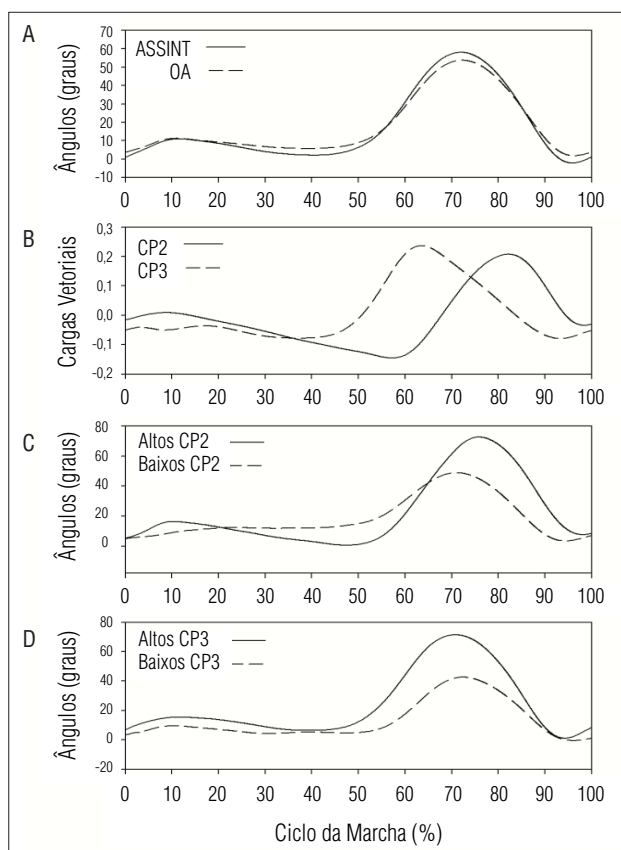 A
ASSINT
OA
Ângulos (graus)
70
60
50
40
30
20
10
0
-10
0 10 20 30 40 50 60 70 80 90 100
B
CP2
CP3
Cargas Vetoriais
0,3
0,2
0,1
0,0
-0,1
-0,2
0 10 20 30 40 50 60 70 80 90 100
C
Altos CP2
Baixos CP2
Ângulos (graus)
80
60
40
20
0
0 10 20 30 40 50 60 70 80 90 100
D
Altos CP3
Baixos CP3
Ângulos (graus)
80
60
40
20
0
-20
0 10 20 30 40 50 60 70 80 90 100
Ciclo da Marcha (%)